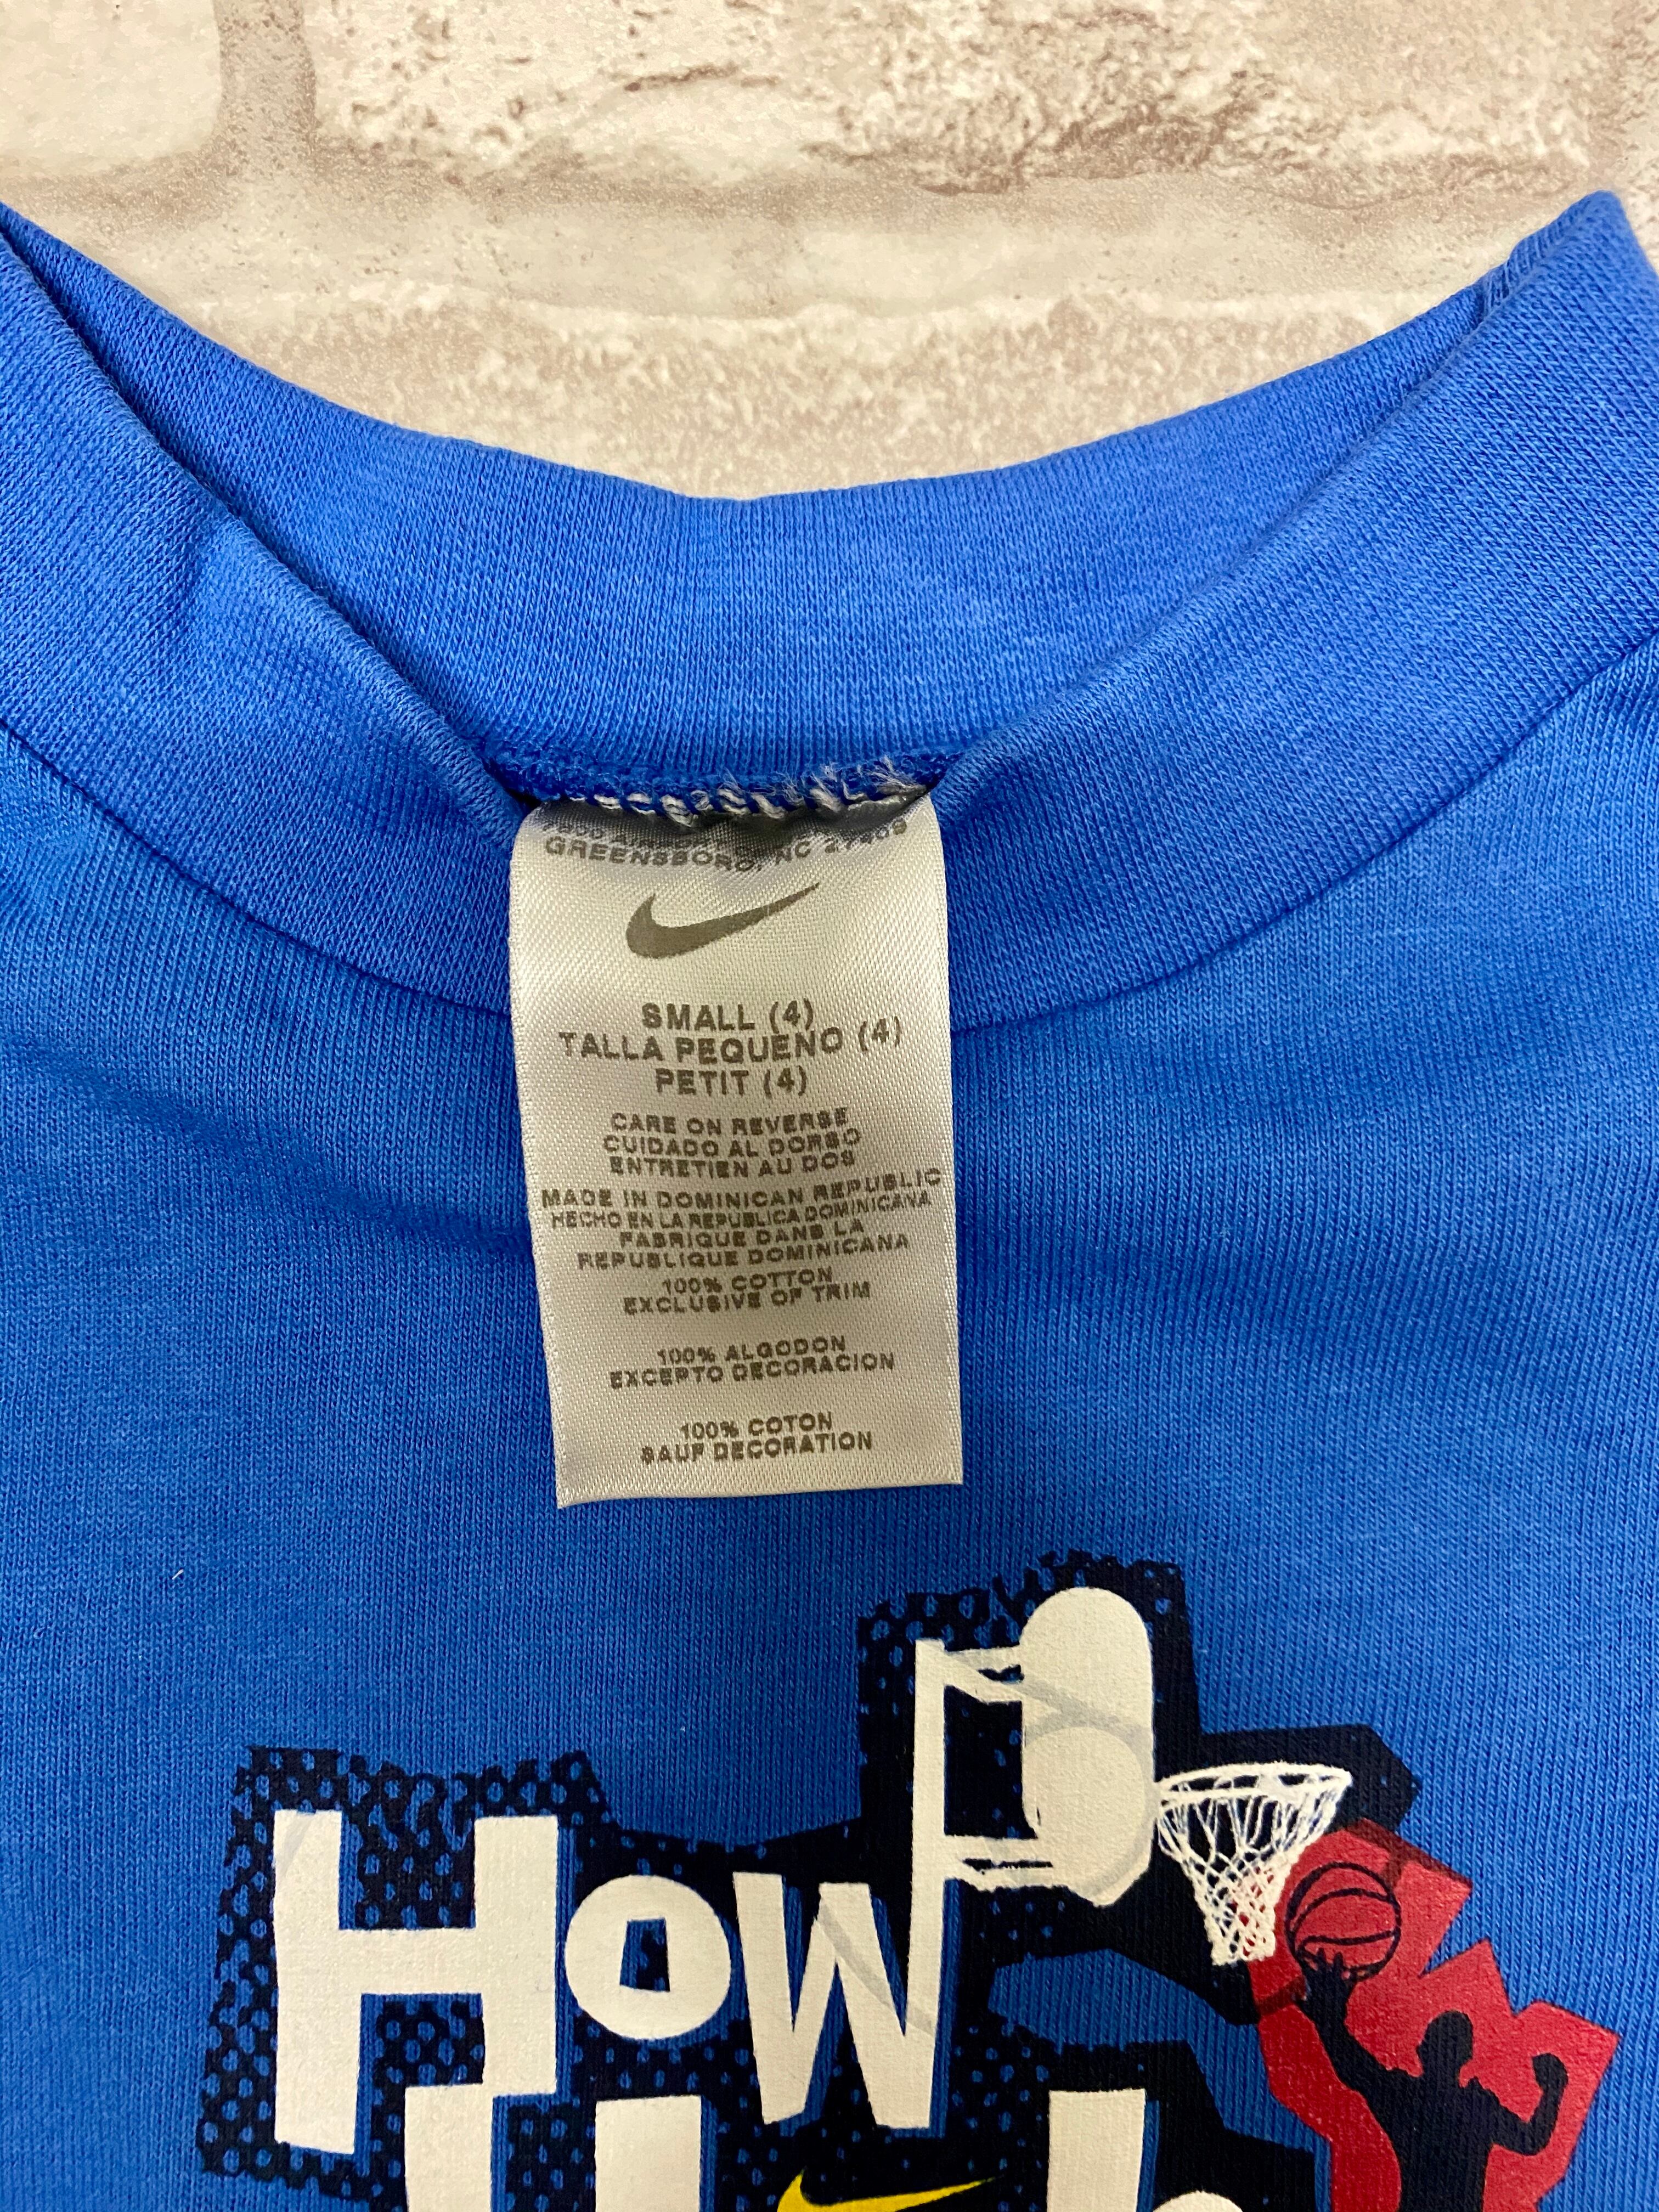 GREENSBORO, NC 27409
SMALL (4)
TALLA PEQUENO (4)
PETIT (4)
CARE ON REVERSE
CUIDADO AL DORSO
ENTRETIEN AU DOS
MADE IN DOMINICAN REPUBLIC
HECHO EN LA REPUBLICA DOMINICANA
FABRIQUE DANS LA
REPUBLIQUE DOMINICANA
100% COTTON
EXCLUSIVE OF TRIM
100% ALGODON
EXCEPTO DECORACION
100% COTON
SAUF DECORATION
How